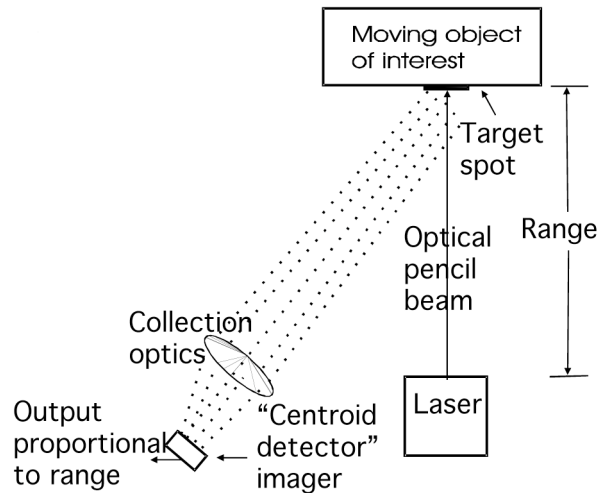 Moving object
of interest
Target
spot
Range
Optical
pencil
beam
Collection
optics
Laser
Output
proportional
to range
“Centroid
detector”
imager